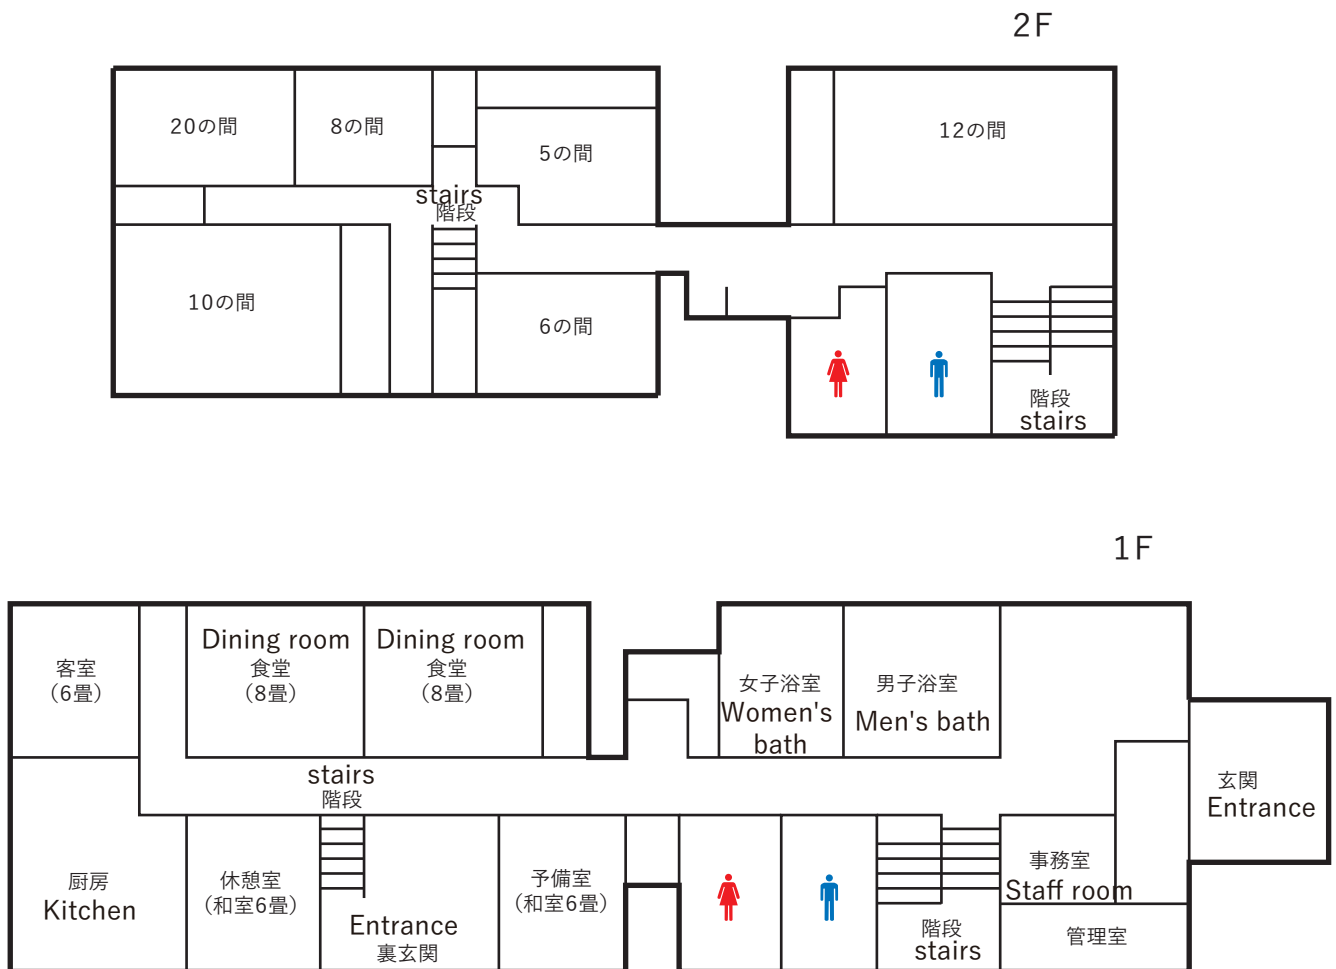 2F
20の間
8の間
5の間
12の間
stairs
階段
10の間
6の間
階段
stairs
1F
客室
（6畳）
Dining room
食堂
（8畳）
Dining room
食堂
（8畳）
女子浴室
Women's
bath
男子浴室
Men's bath
stairs
階段
玄関
Entrance
厨房
Kitchen
休憩室
（和室6畳）
Entrance
裏玄関
予備室
（和室6畳）
階段
stairs
事務室
Staff room
管理室